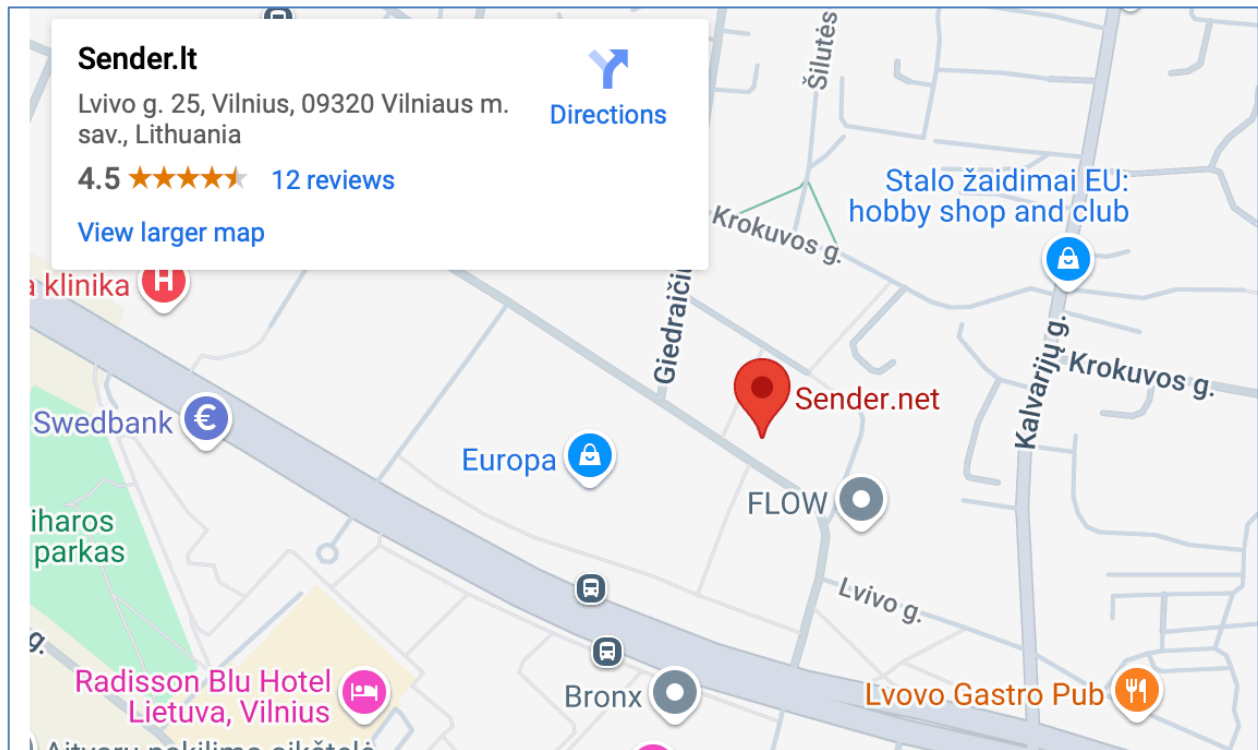 Sender.lt
Lvivo g. 25, Vilnius, 09320 Vilniaus m.
sav., Lithuania
4.5
12 reviews
View larger map
Directions
Šilutės
Stalo žaidimai EU:
hobby shop and club
Krokuvos g.
a klinika
H
Giedraičių
Kalvarijų g.
Krokuvos g.
Sender.net
Swedbank
€
Europa
FLOW
iharos
parkas
Lvivo g.
g.
Radisson Blu Hotel
Lietuva, Vilnius
Bronx
Lvovo Gastro Pub